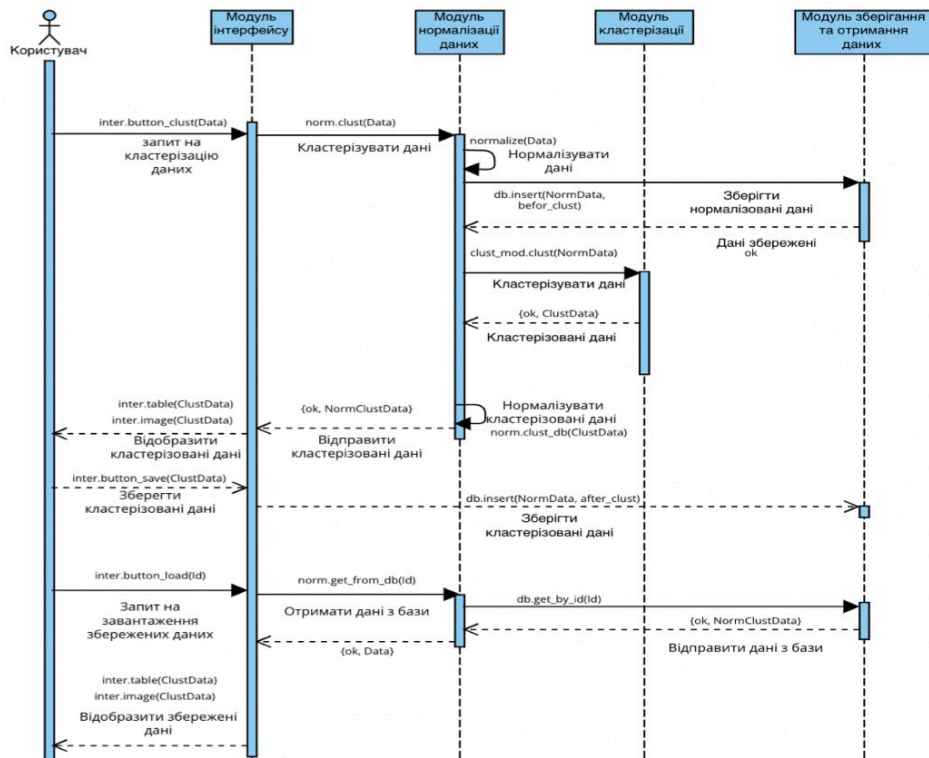 Модуль
інтерфейсу
Модуль
нормалізації
даних
Модуль
кластерізації
Модуль зберігання
та отримання
даних
Користувач
inter.button_clust(Data)
запит на
кластерізацію
даних
norm.clust(Data)
Кластерізувати дані
normalize(Data)
Нормалізувати
дані
db.insert(NormData,
befor_clust)
Зберігти
нормалізовані дані
Дані збережені
ok
clust_mod.clust(NormData)
Кластерізувати дані
{ok, ClustData}
Кластерізовані дані
Нормалізувати
кластерізовані дані
norm.clust_db(ClustData)
{ok, NormClustData}
Відправити
кластерізовані дані
inter.table(ClustData)
inter.image(ClustData)
Відобразити
кластерізовані дані
inter.button_save(ClustData)
Зберегти
кластерізовані дані
db.insert(NormData, after_clust)
Зберігти
кластерізовані дані
inter.button_load(Id)
Запит на
завантаження
збережених даних
norm.get_from_db(Id)
Отримати дані з бази
db.get_by_id(Id)
{ok, NormClustData}
Відправити дані з бази
{ok, Data}
inter.table(ClustData)
inter.image(ClustData)
Відобразити збережені
дані